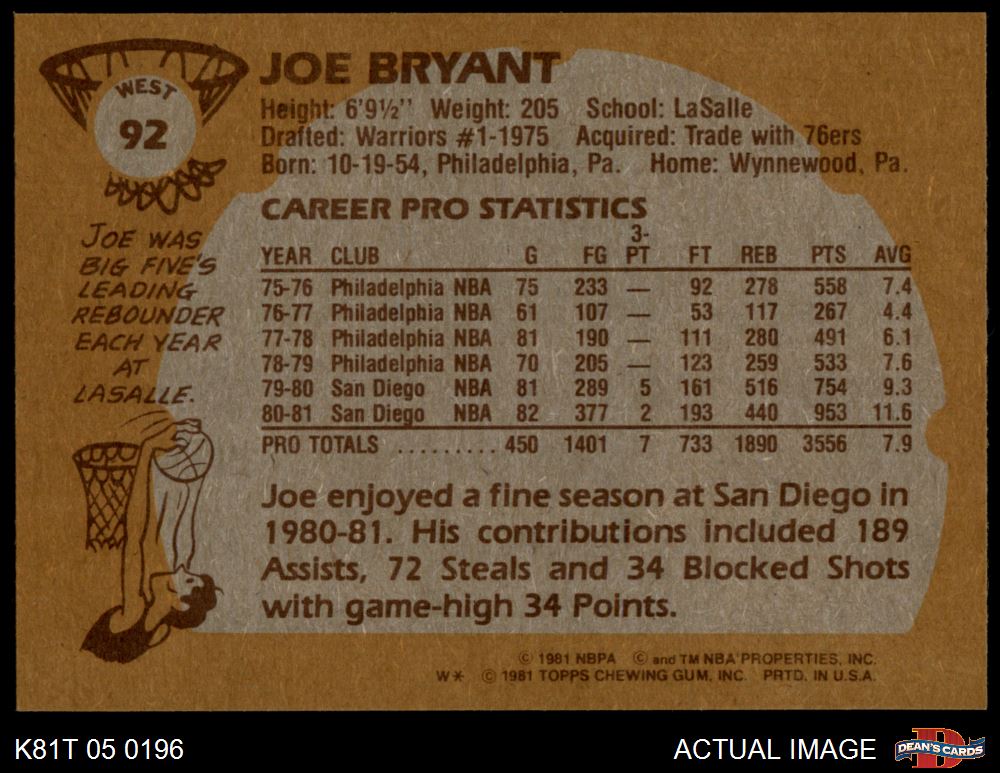 WEST
92
JOE BRYANT
Height: 6'9½'' Weight: 205 School: LaSalle
Drafted: Warriors #1-1975 Acquired: Trade with 76ers
Born: 10-19-54, Philadelphia, Pa. Home: Wynnewood, Pa.
JOE WAS
BIG FIVE'S
LEADING
REBOUNDER
EACH YEAR
AT
LASALLE.
CAREER PRO STATISTICS
YEAR CLUB G FG 3-PT FT REB PTS AVG
75-76 Philadelphia NBA 75 233 — 92 278 558 7.4
76-77 Philadelphia NBA 61 107 — 53 117 267 4.4
77-78 Philadelphia NBA 81 190 — 111 280 491 6.1
78-79 Philadelphia NBA 70 205 — 123 259 533 7.6
79-80 San Diego NBA 81 289 5 161 516 754 9.3
80-81 San Diego NBA 82 377 2 193 440 953 11.6
PRO TOTALS ......... 450 1401 7 733 1890 3556 7.9
Joe enjoyed a fine season at San Diego in
1980-81. His contributions included 189
Assists, 72 Steals and 34 Blocked Shots
with game-high 34 Points.
© 1981 NBPA © and TM NBA PROPERTIES, INC.
W* © 1981 TOPPS CHEWING GUM, INC. PRTD. IN U.S.A.
K81T 05 0196
ACTUAL IMAGE
D
DEAN'S CARDS